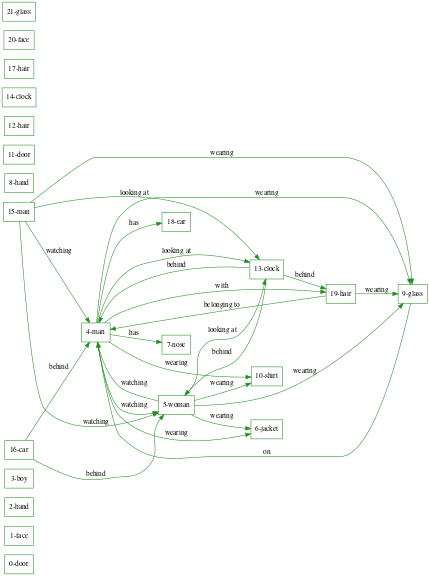 21-glass
20-face
17-hair
14-clock
12-hair
11-door
8-hand
wearing
15-man
looking at
wearing
has
18-ear
watching
looking at
behind
13-clock
behind
with
19-hair
wearing
9-glass
belonging to
4-man
has
7-nose
looking at
behind
wearing
behind
10-shirt
wearing
watching
wearing
watching
5-woman
wearing
6-jacket
watching
wearing
on
16-car
behind
3-boy
2-hand
1-face
0-door